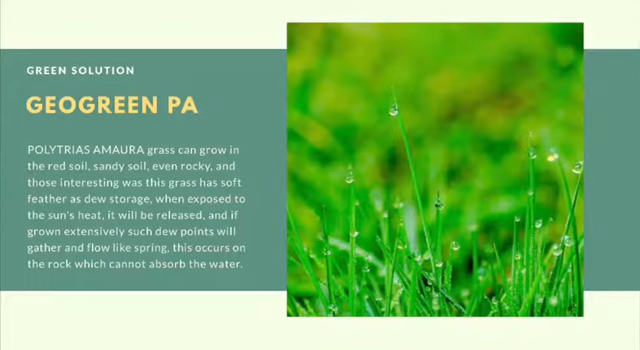 GREEN SOLUTION
GEOGREEN PA
POLYTRIAS AMAURA grass can grow in
the red soil, sandy soil, even rocky, and
those interesting was this grass has soft
feather as dew storage, when exposed to
the sun's heat, it will be released, and if
grown extensively such dew points will
gather and flow like spring, this occurs on
the rock which cannot absorb the water.